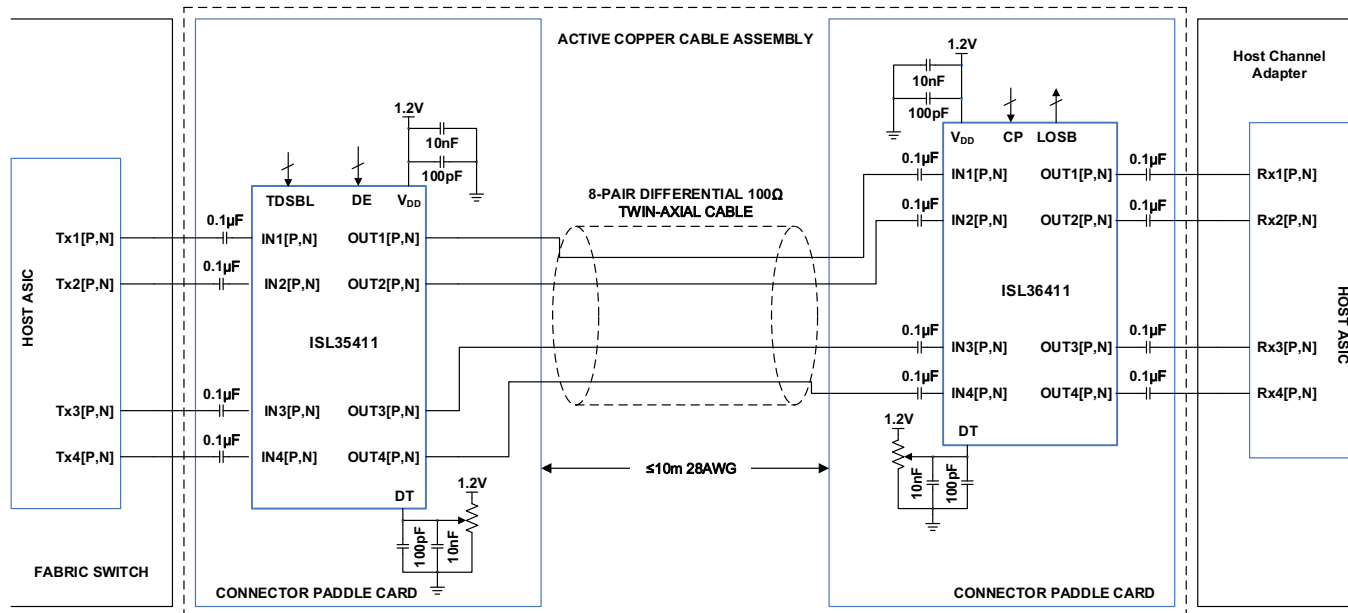 ACTIVE COPPER CABLE ASSEMBLY
HOST ASIC
Tx1[P,N]
Tx2[P,N]
Tx3[P,N]
Tx4[P,N]
FABRIC SWITCH
0.1µF
0.1µF
0.1µF
0.1µF
1.2V
10nF
100pF
TDSBL
DE
VDD
IN1[P,N]
OUT1[P,N]
IN2[P,N]
OUT2[P,N]
ISL35411
IN3[P,N]
OUT3[P,N]
IN4[P,N]
OUT4[P,N]
DT
1.2V
100pF
10nF
CONNECTOR PADDLE CARD
8-PAIR DIFFERENTIAL 100Ω
TWIN-AXIAL CABLE
≤10m 28AWG
1.2V
10nF
100pF
VDD
CP
LOSB
0.1µF
0.1µF
0.1µF
0.1µF
IN1[P,N]
OUT1[P,N]
IN2[P,N]
OUT2[P,N]
ISL36411
IN3[P,N]
OUT3[P,N]
IN4[P,N]
OUT4[P,N]
DT
1.2V
10nF
100pF
0.1µF
0.1µF
0.1µF
0.1µF
CONNECTOR PADDLE CARD
Host Channel
Adapter
Rx1[P,N]
Rx2[P,N]
Rx3[P,N]
Rx4[P,N]
HOST ASIC